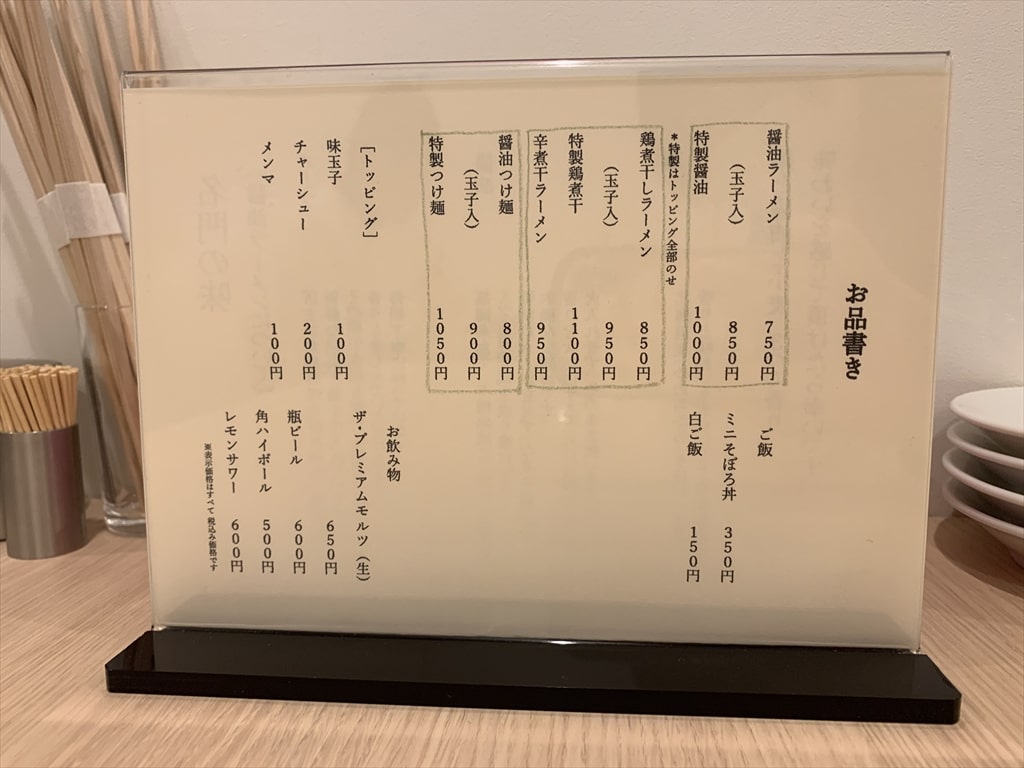 お品書き
醤油ラーメン 750円
（玉子入） 850円
特製醤油 1000円
＊特製はトッピング全部のせ
鶏煮干しラーメン 850円
（玉子入） 950円
特製鶏煮干 1100円
辛煮干ラーメン 950円
醤油つけ麺 800円
（玉子入） 900円
特製つけ麺 1050円
［トッピング］
味玉子 100円
チャーシュー 200円
メンマ 100円
ご飯
ミニそぼろ丼 350円
白ご飯 150円
お飲み物
ザ・プレミアムモルツ（生）
650円
瓶ビール 600円
角ハイボール 500円
レモンサワー 600円
※表示価格はすべて税込み価格です